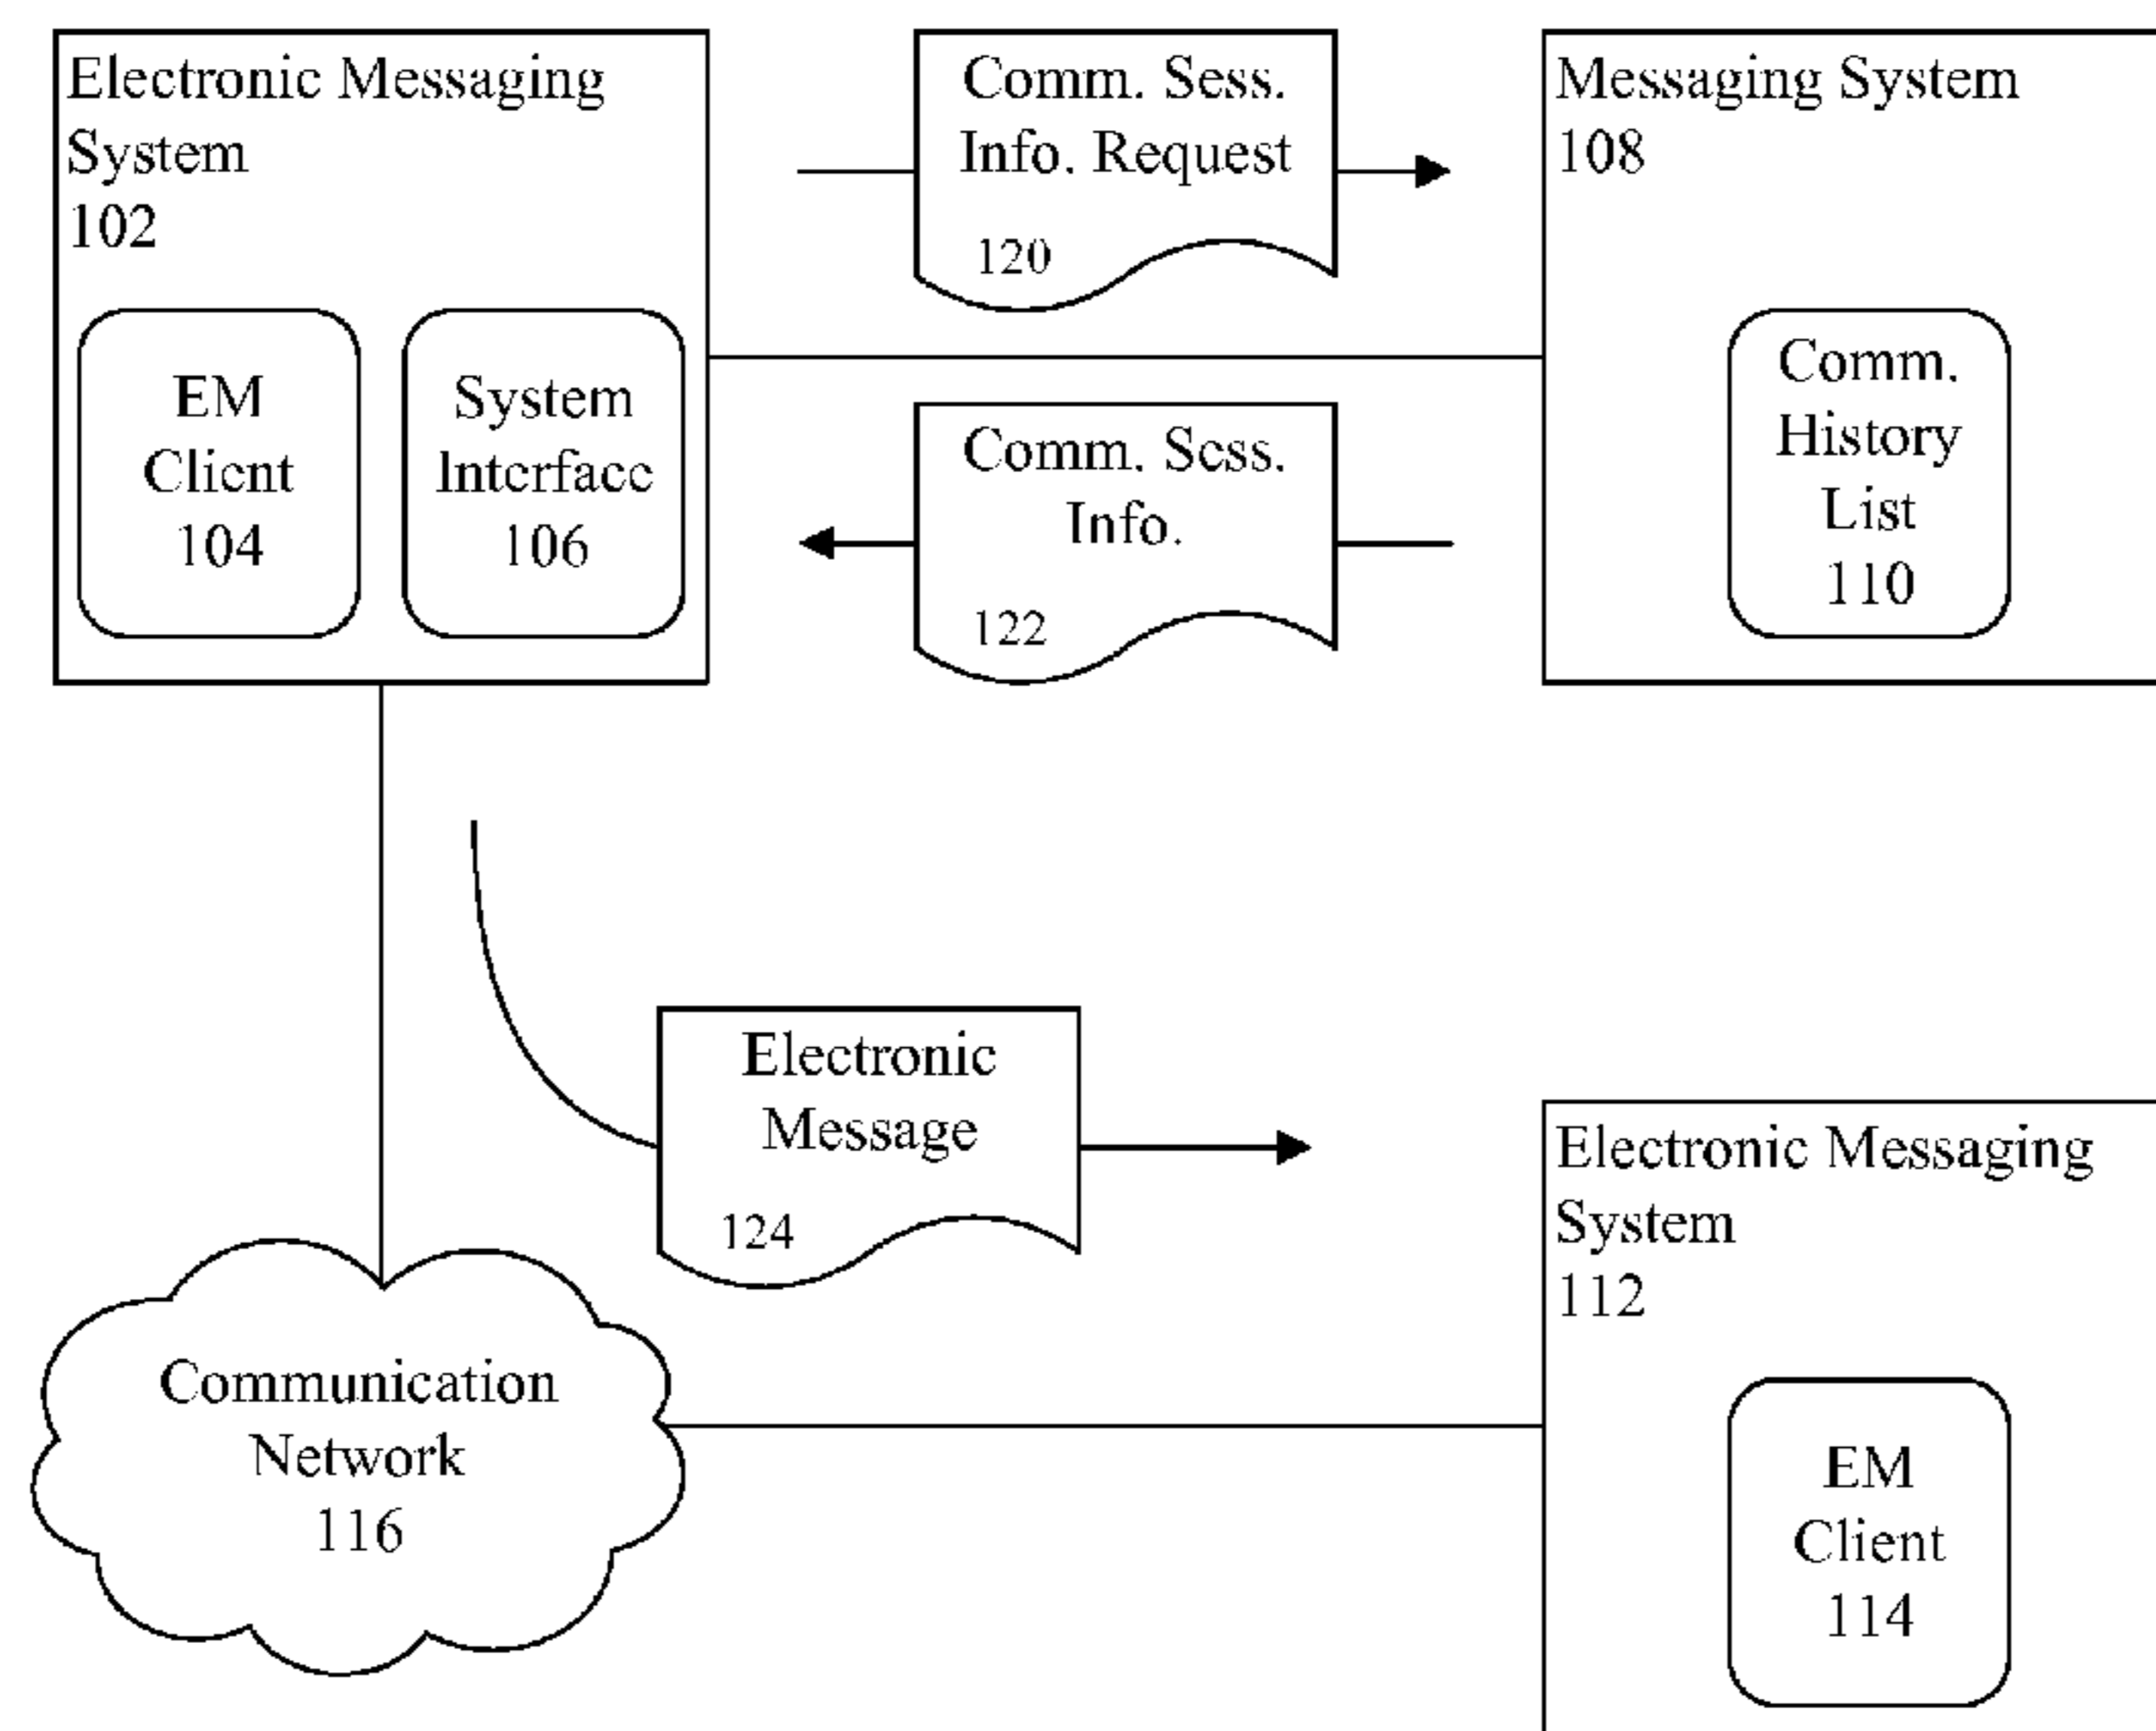 Electronic Messaging
System
102
EM
Client
104
System
Interface
106
Comm. Sess.
Info. Request
120
Comm. Sess.
Info.
122
Messaging System
108
Comm.
History
List
110
Electronic
Message
124
Communication
Network
116
Electronic Messaging
System
112
EM
Client
114